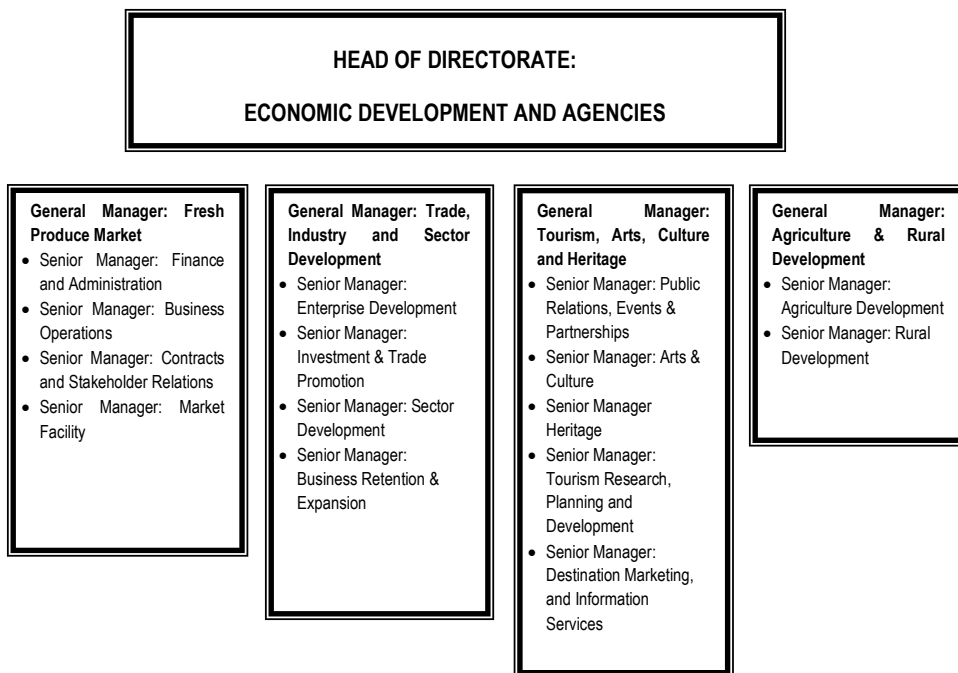 HEAD OF DIRECTORATE:
ECONOMIC DEVELOPMENT AND AGENCIES
General Manager: Fresh
Produce Market
• Senior Manager: Finance
and Administration
• Senior Manager: Business
Operations
• Senior Manager: Contracts
and Stakeholder Relations
• Senior Manager: Market
Facility
General Manager: Trade,
Industry and Sector
Development
• Senior Manager:
Enterprise Development
• Senior Manager:
Investment & Trade
Promotion
• Senior Manager: Sector
Development
• Senior Manager:
Business Retention &
Expansion
General Manager:
Tourism, Arts, Culture
and Heritage
• Senior Manager: Public
Relations, Events &
Partnerships
• Senior Manager: Arts &
Culture
• Senior Manager
Heritage
• Senior Manager:
Tourism Research,
Planning and
Development
• Senior Manager:
Destination Marketing,
and Information
Services
General Manager:
Agriculture & Rural
Development
• Senior Manager:
Agriculture Development
• Senior Manager: Rural
Development